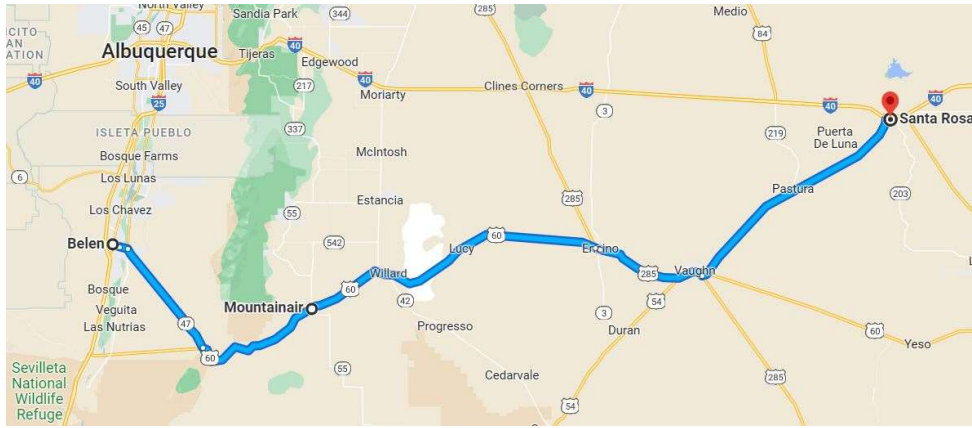 North Valley
Sandia Park
344
285
Medio
CITO
AN
ATION
45
47
Albuquerque
Tijeras
40
Edgewood
84
40
South Valley
25
217
40
Moriarty
Clines Corners
40
3
40
40
Santa Rosa
ISLETA PUEBLO
337
219
Puerta
De Luna
Bosque Farms
McIntosh
6
Los Lunas
Pastura
203
Los Chavez
55
Estancia
285
Belen
542
60
Lucy
Encino
Willard
285
Vaughn
Bosque
60
42
54
Mountainair
Veguita
47
Las Nutrias
Progresso
3
Duran
60
Yeso
60
Sevilleta
National
Wildlife
Refuge
55
Cedarvale
285
54